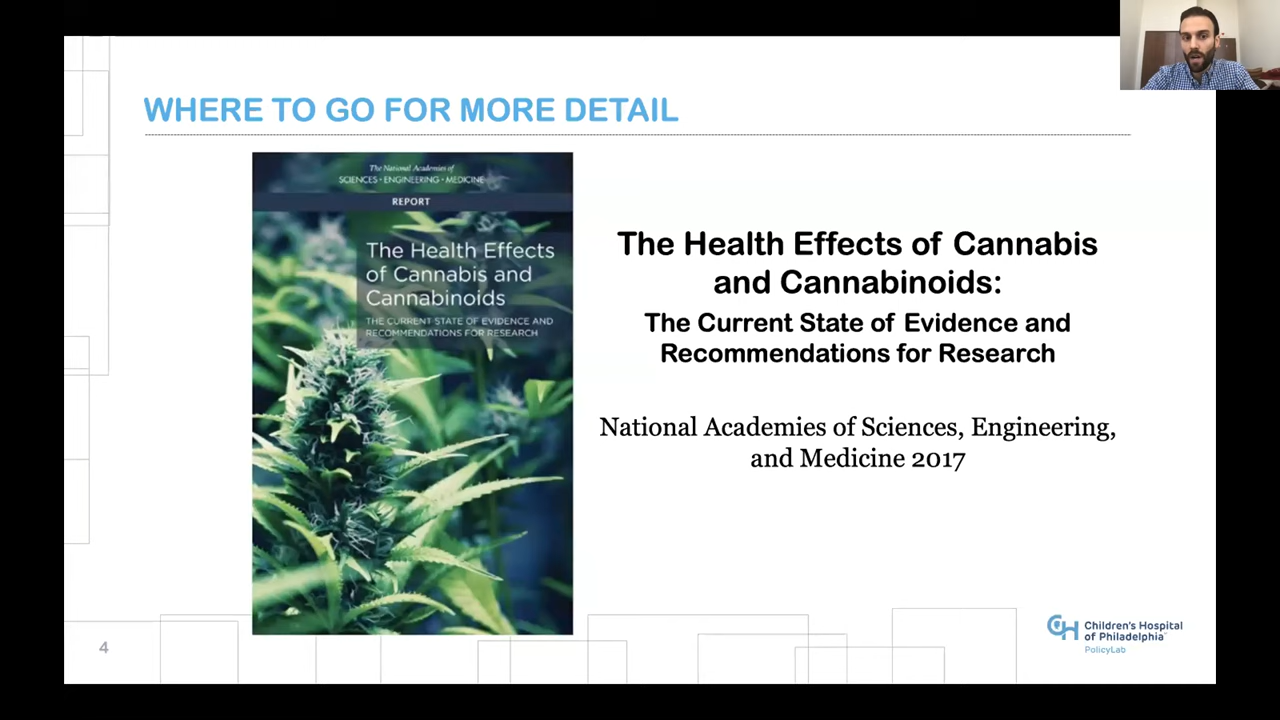 WHERE TO GO FOR MORE DETAIL
The National Academies of
SCIENCES • ENGINEERING • MEDICINE
REPORT
The Health Effects
of Cannabis and
Cannabinoids
THE CURRENT STATE OF EVIDENCE AND
RECOMMENDATIONS FOR RESEARCH
The Health Effects of Cannabis
and Cannabinoids:
The Current State of Evidence and
Recommendations for Research
National Academies of Sciences, Engineering,
and Medicine 2017
4
CH Children's Hospital
of Philadelphia
PolicyLab